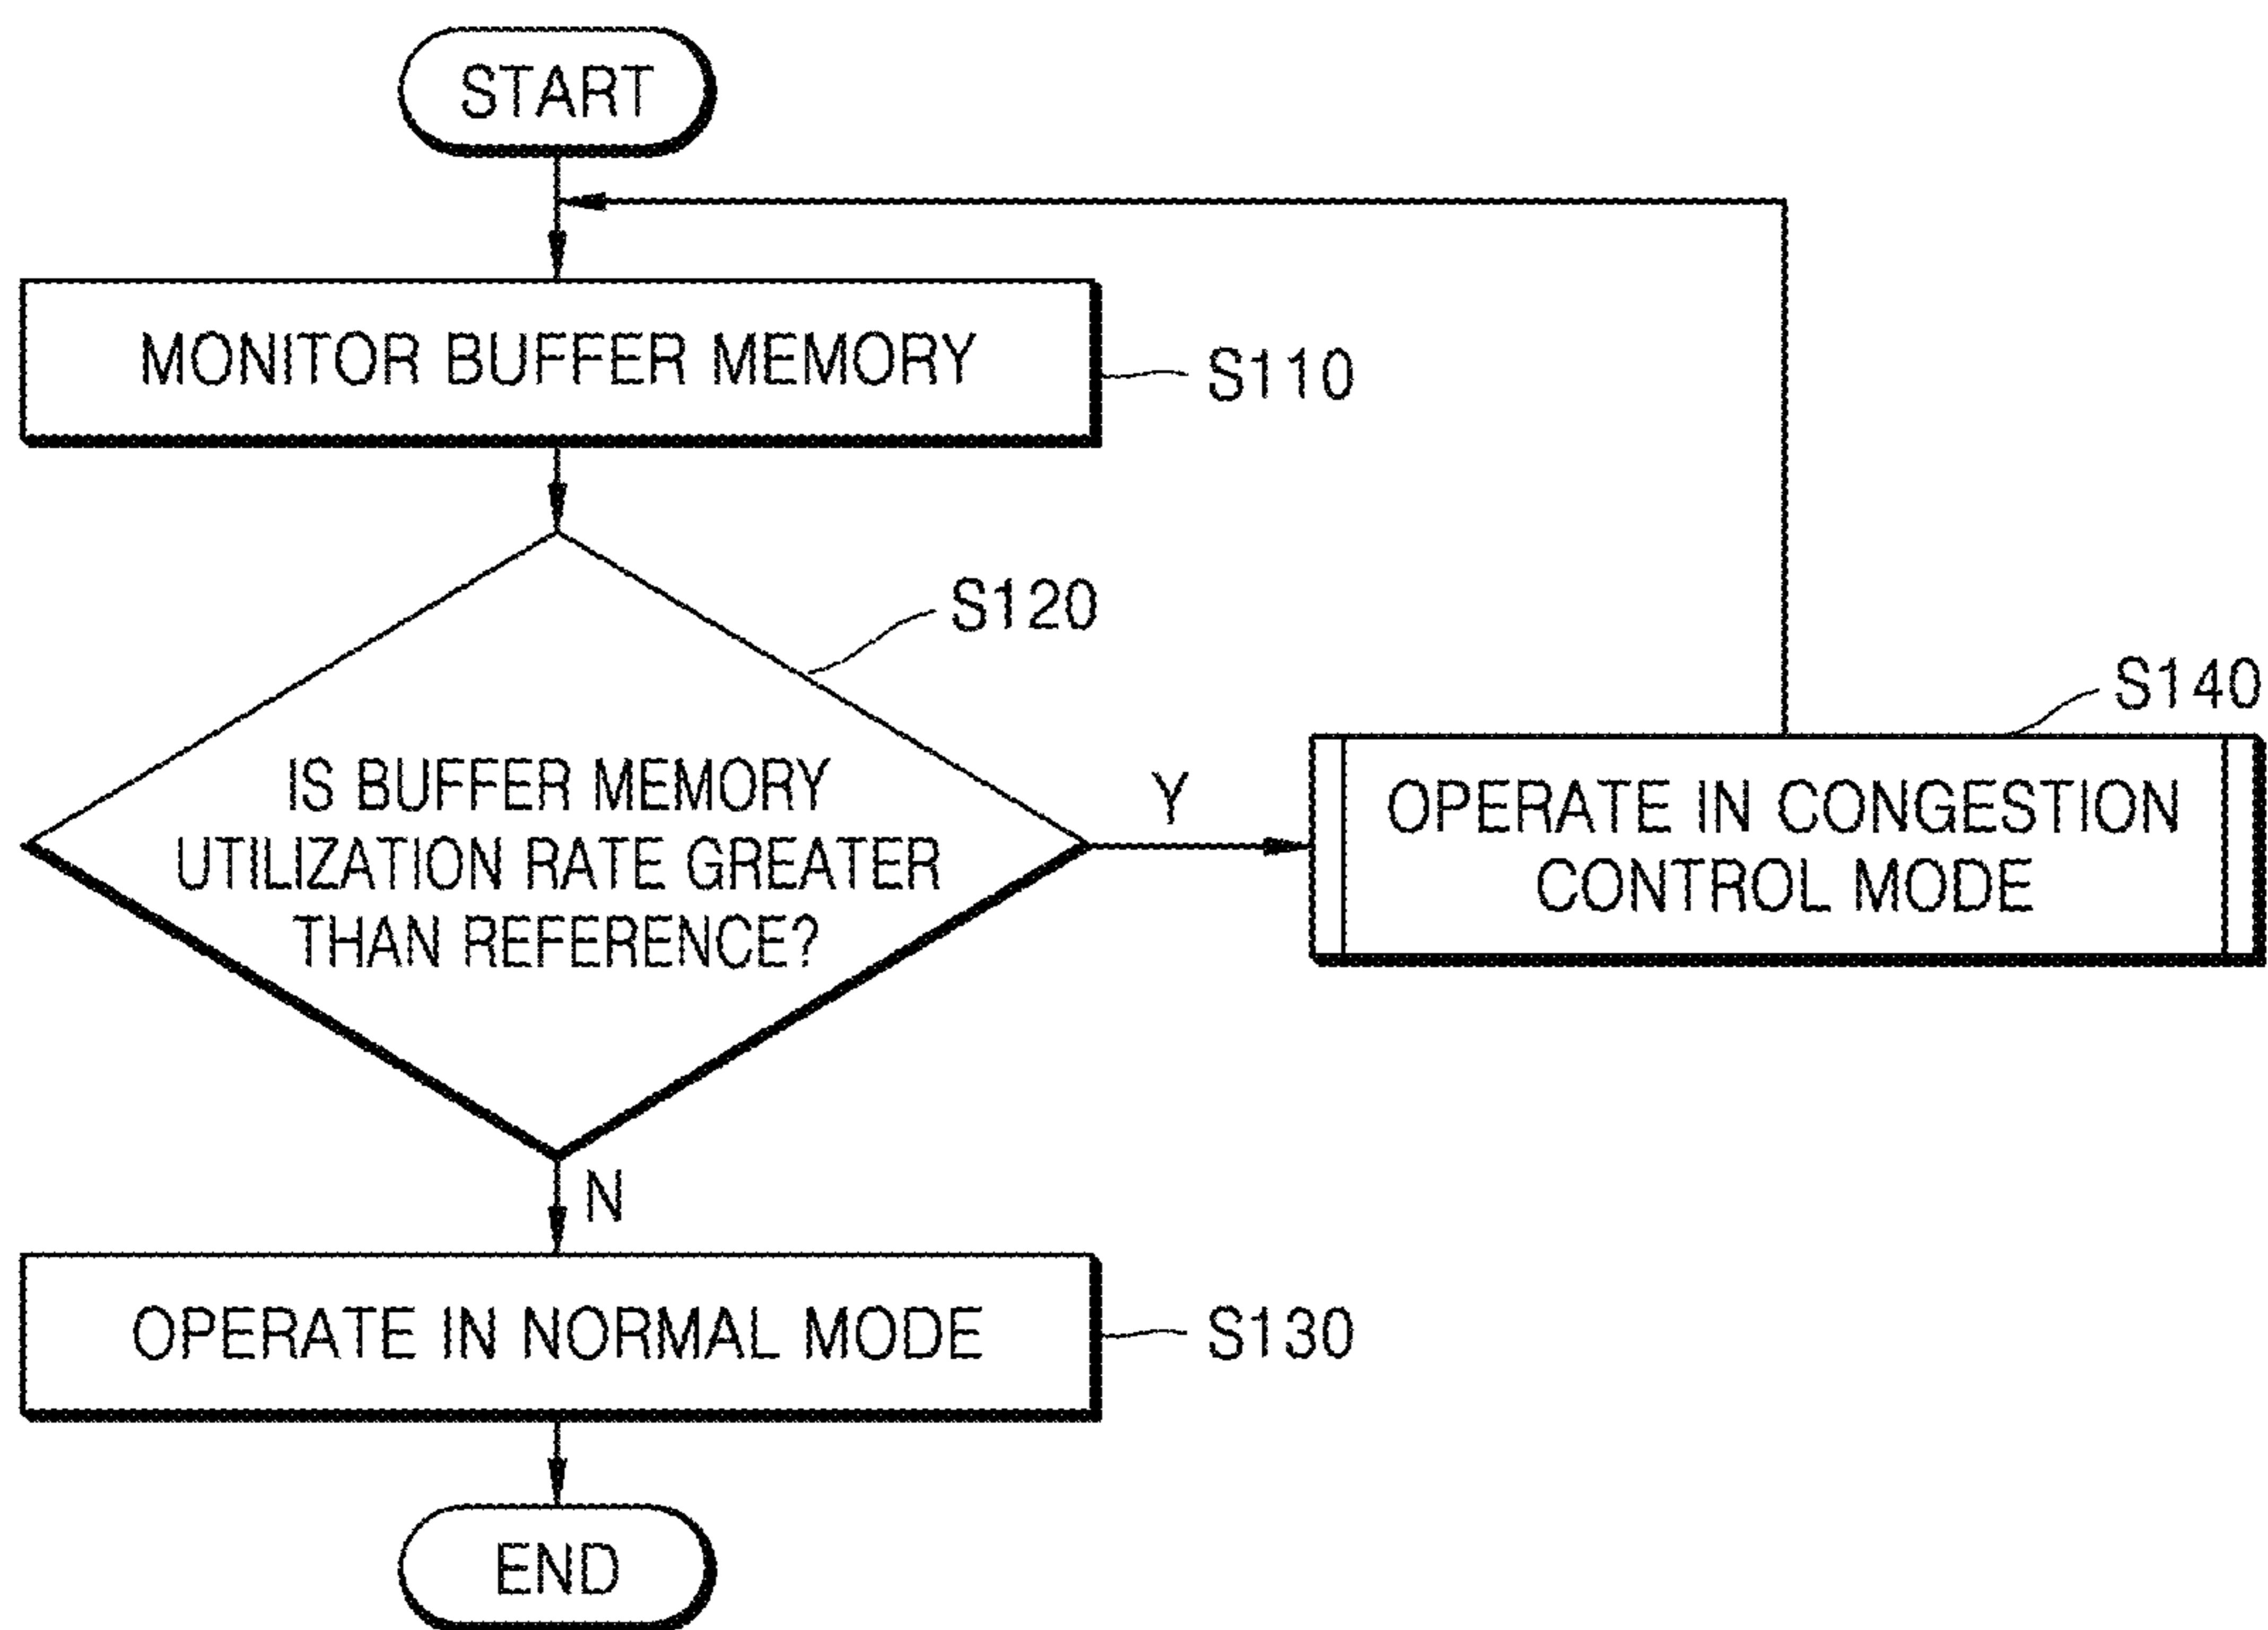 START
MONITOR BUFFER MEMORY
S110
S120
IS BUFFER MEMORY
UTILIZATION RATE GREATER
THAN REFERENCE?
Y
S140
OPERATE IN CONGESTION
CONTROL MODE
N
OPERATE IN NORMAL MODE
S130
END